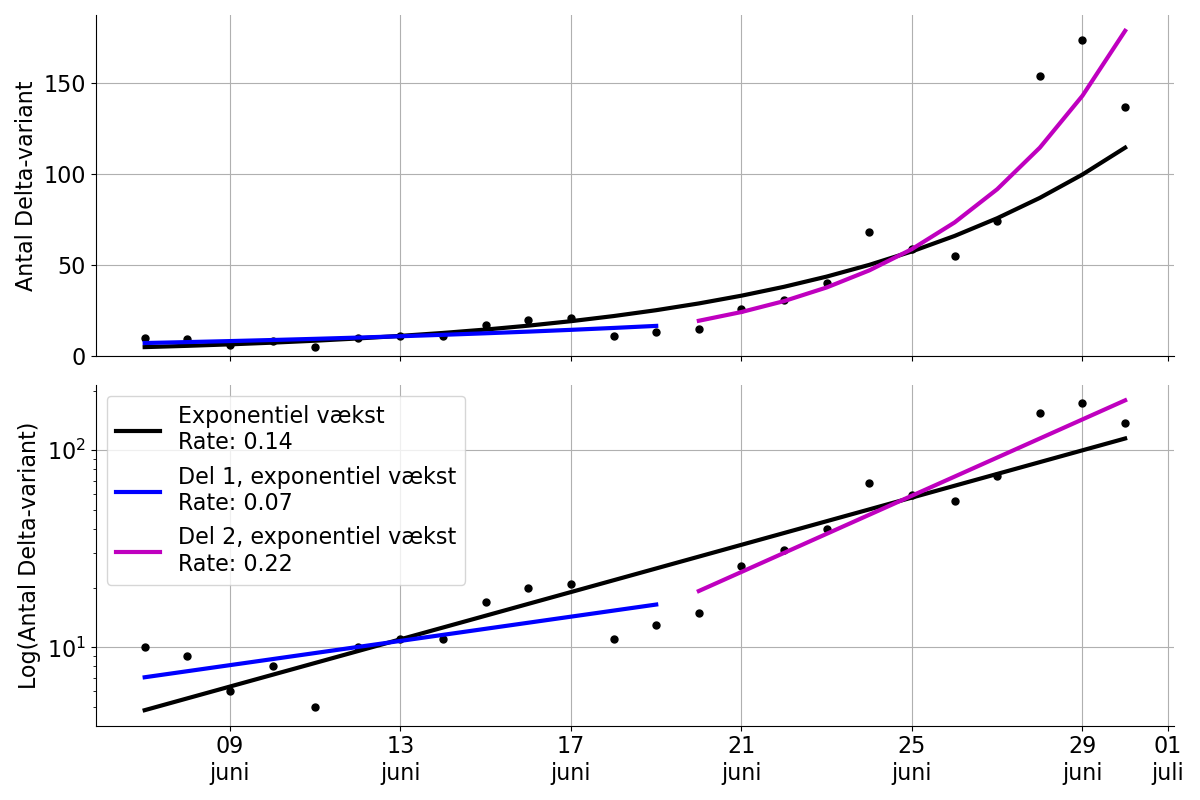 Antal Delta-variant
150
100
50
0
Log(Antal Delta-variant)
10²
10¹
Exponentiel vækst
Rate: 0.14
Del 1, exponentiel vækst
Rate: 0.07
Del 2, exponentiel vækst
Rate: 0.22
09 13 17 21 25 29 01
juni juni juni juni juni juni juli